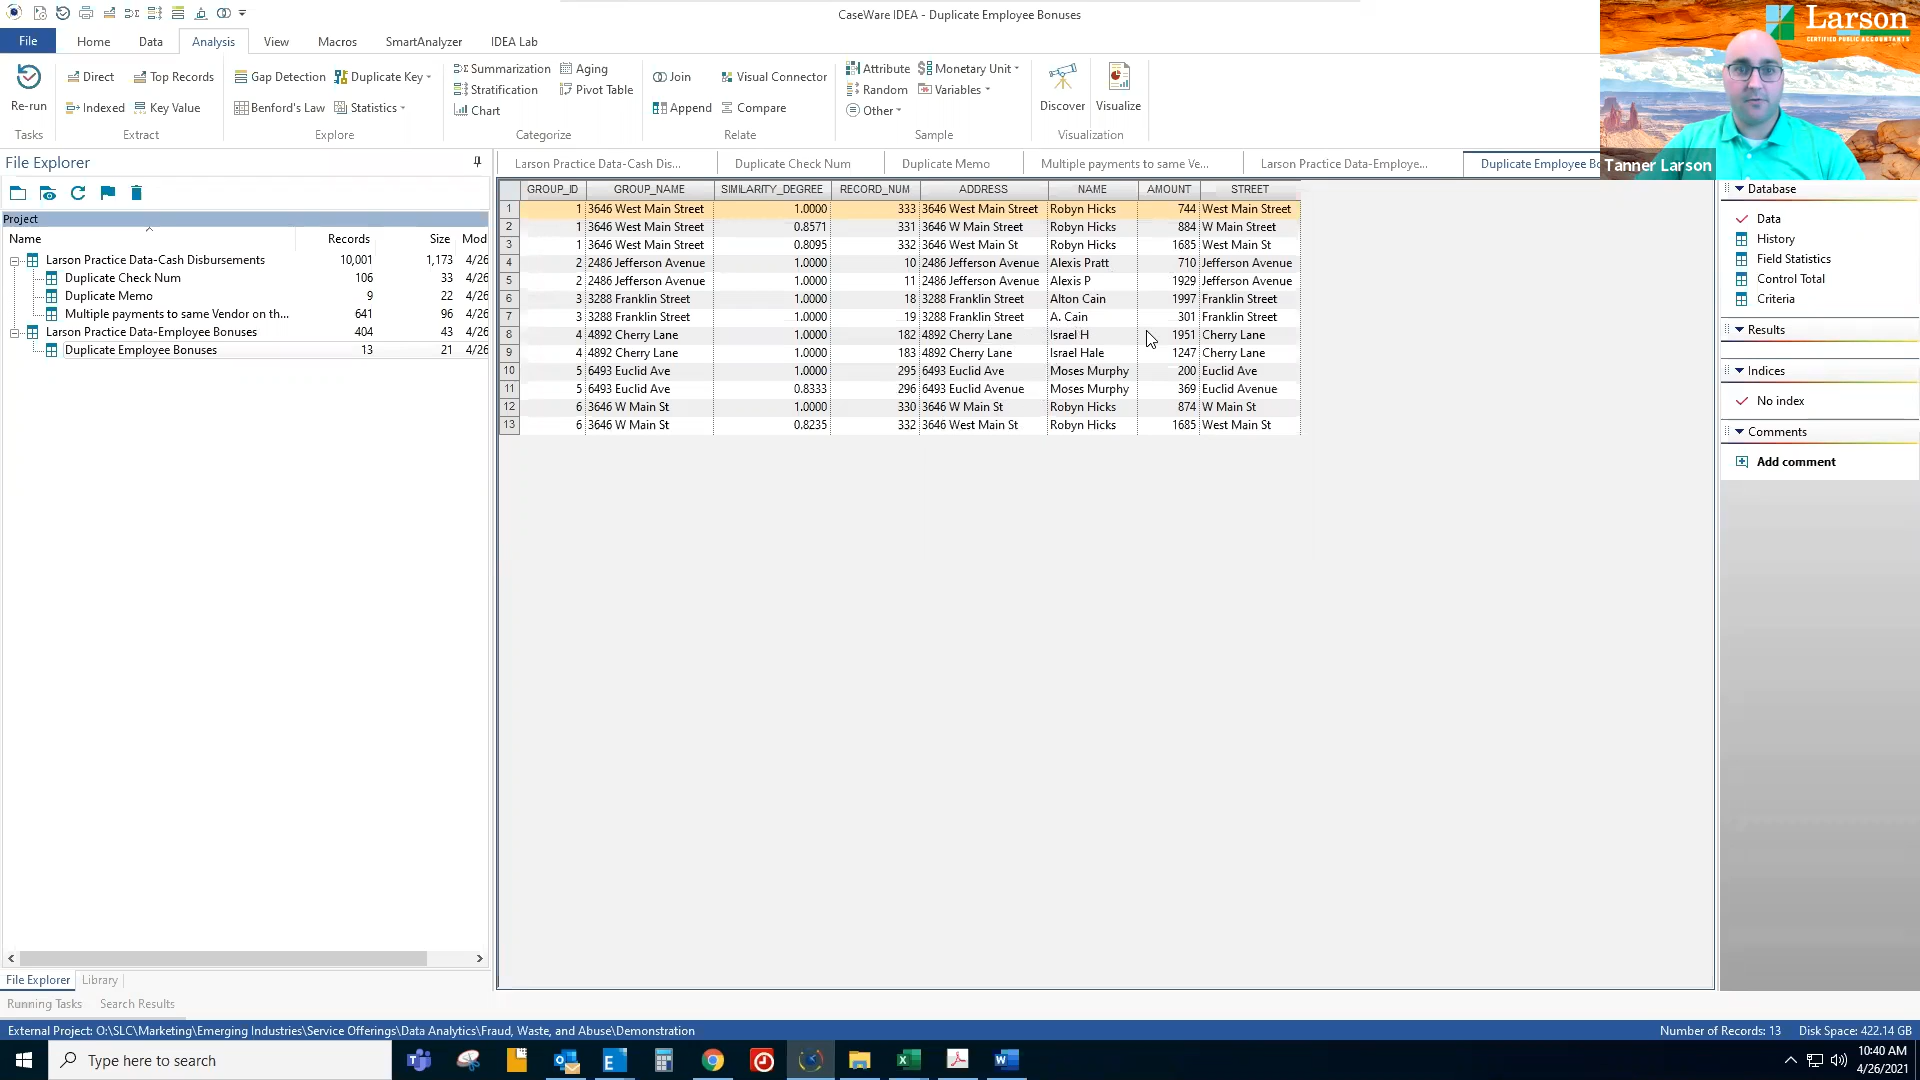 CaseWare IDEA - Duplicate Employee Bonuses
Larson
CERTIFIED PUBLIC ACCOUNTANTS
Tanner Larson
File Home Data Analysis View Macros SmartAnalyzer IDEA Lab
Re-run
Tasks
Direct Top Records
Indexed Key Value
Extract
Gap Detection Duplicate Key
Benford's Law Statistics
Explore
Summarization Aging
Stratification Pivot Table
Chart
Categorize
Join Visual Connector
Append Compare
Relate
Attribute Monetary Unit
Random Variables
Other
Sample
Discover Visualize
Visualization
File Explorer
Project
Name Records Size Mod
Larson Practice Data-Cash Disbursements 10,001 1,173 4/26
Duplicate Check Num 106 33 4/26
Duplicate Memo 9 22 4/26
Multiple payments to same Vendor on th... 641 96 4/26
Larson Practice Data-Employee Bonuses 404 43 4/26
Duplicate Employee Bonuses 13 21 4/26
File Explorer Library
Running Tasks Search Results
Larson Practice Data-Cash Dis... Duplicate Check Num Duplicate Memo Multiple payments to same Ve... Larson Practice Data-Employe... Duplicate Employee Bo
GROUP_ID GROUP_NAME SIMILARITY_DEGREE RECORD_NUM ADDRESS NAME AMOUNT STREET
1 1 3646 West Main Street 1.0000 333 3646 West Main Street Robyn Hicks 744 West Main Street
2 1 3646 West Main Street 0.8571 331 3646 W Main Street Robyn Hicks 884 W Main Street
3 1 3646 West Main Street 0.8095 332 3646 West Main St Robyn Hicks 1685 West Main St
4 2 2486 Jefferson Avenue 1.0000 10 2486 Jefferson Avenue Alexis Pratt 710 Jefferson Avenue
5 2 2486 Jefferson Avenue 1.0000 11 2486 Jefferson Avenue Alexis P 1929 Jefferson Avenue
6 3 3288 Franklin Street 1.0000 18 3288 Franklin Street Alton Cain 1997 Franklin Street
7 3 3288 Franklin Street 1.0000 19 3288 Franklin Street A. Cain 301 Franklin Street
8 4 4892 Cherry Lane 1.0000 182 4892 Cherry Lane Israel H 1951 Cherry Lane
9 4 4892 Cherry Lane 1.0000 183 4892 Cherry Lane Israel Hale 1247 Cherry Lane
10 5 6493 Euclid Ave 1.0000 295 6493 Euclid Ave Moses Murphy 200 Euclid Ave
11 5 6493 Euclid Ave 0.8333 296 6493 Euclid Avenue Moses Murphy 369 Euclid Avenue
12 6 3646 W Main St 1.0000 330 3646 W Main St Robyn Hicks 874 W Main St
13 6 3646 W Main St 0.8235 332 3646 West Main St Robyn Hicks 1685 West Main St
Database
Data
History
Field Statistics
Control Total
Criteria
Results
Indices
No index
Comments
Add comment
External Project: O:\SLC\Marketing\Emerging Industries\Service Offerings\Data Analytics\Fraud, Waste, and Abuse\Demonstration Number of Records: 13 Disk Space: 422.14 GB
Type here to search
10:40 AM
4/26/2021